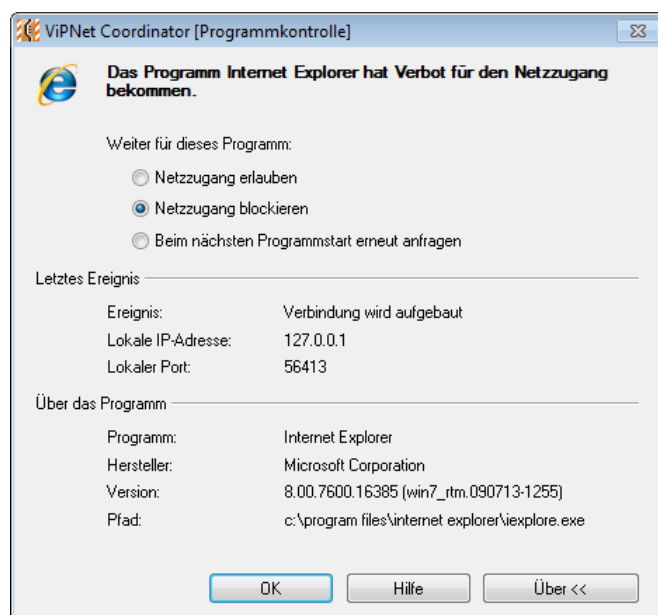 ViPNet Coordinator [Programmkontrolle]
Das Programm Internet Explorer hat Verbot für den Netzzugang
bekommen.
Weiter für dieses Programm:
Netzzugang erlauben
Netzzugang blockieren
Beim nächsten Programmstart erneut anfragen
Letztes Ereignis
Ereignis: Verbindung wird aufgebaut
Lokale IP-Adresse: 127.0.0.1
Lokaler Port: 56413
Über das Programm
Programm: Internet Explorer
Hersteller: Microsoft Corporation
Version: 8.00.7600.16385 (win7_rtm.090713-1255)
Pfad: c:\program files\internet explorer\iexplore.exe
OK Hilfe Über <<